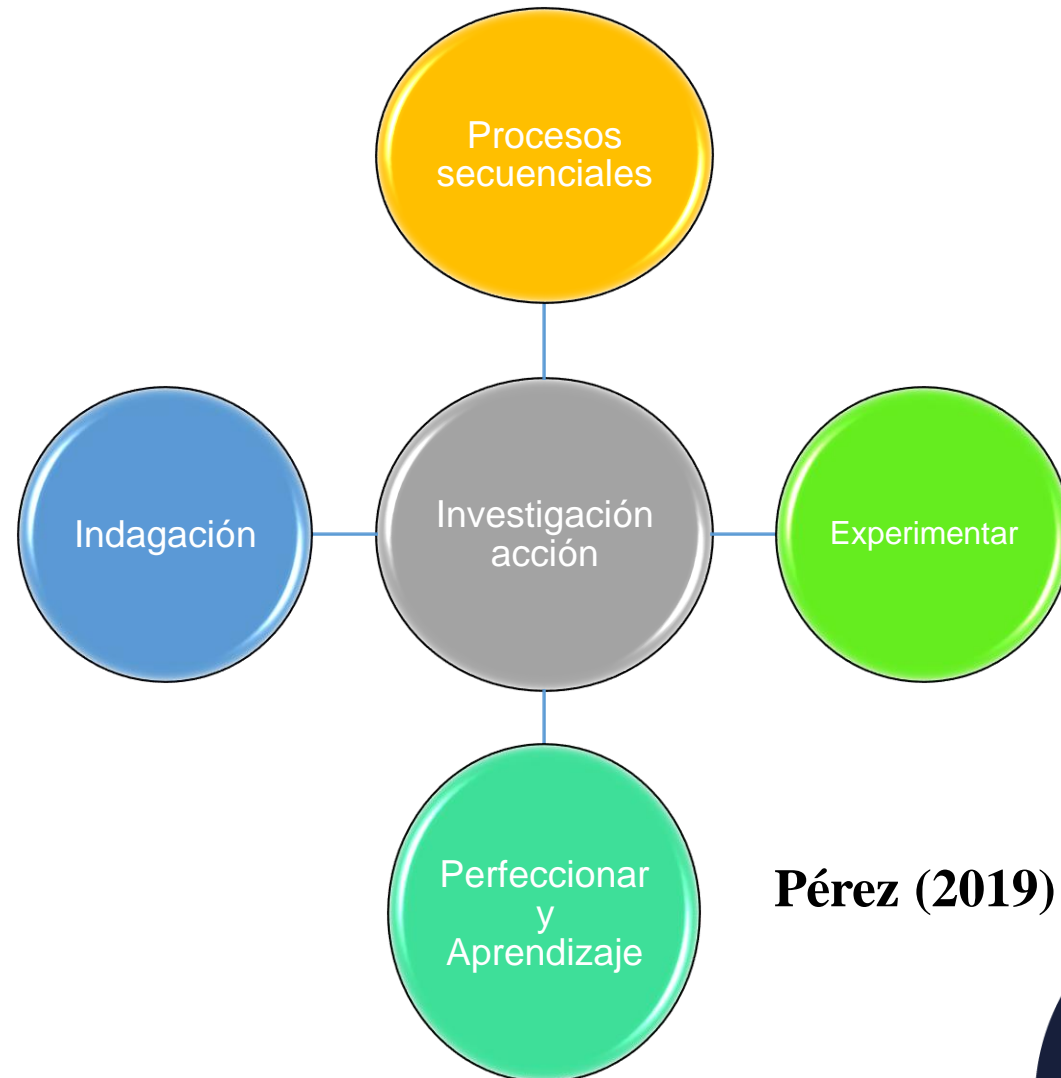 Procesos
secuenciales
Indagación
Investigación
acción
Experimentar
Perfeccionar
y
Aprendizaje
Pérez (2019)